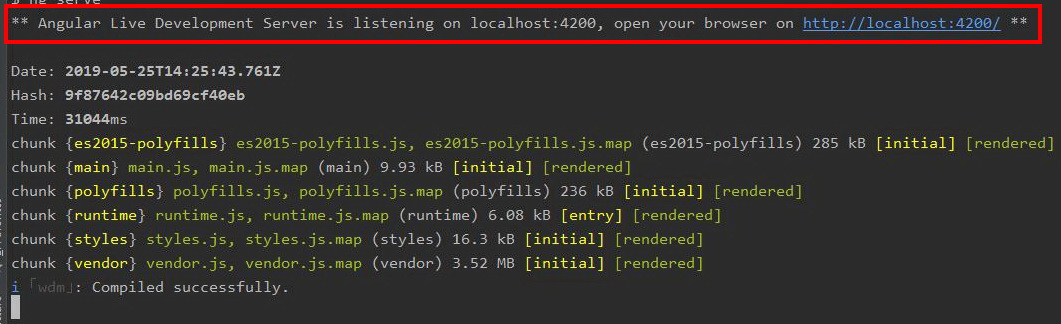 ng serve
** Angular Live Development Server is listening on localhost:4200, open your browser on http://localhost:4200/ **
Date: 2019-05-25T14:25:43.761Z
Hash: 9f87642c09bd69cf40eb
Time: 31044ms
chunk {es2015-polyfills} es2015-polyfills.js, es2015-polyfills.js.map (es2015-polyfills) 285 kB [initial] [rendered]
chunk {main} main.js, main.js.map (main) 9.93 kB [initial] [rendered]
chunk {polyfills} polyfills.js, polyfills.js.map (polyfills) 236 kB [initial] [rendered]
chunk {runtime} runtime.js, runtime.js.map (runtime) 6.08 kB [entry] [rendered]
chunk {styles} styles.js, styles.js.map (styles) 16.3 kB [initial] [rendered]
chunk {vendor} vendor.js, vendor.js.map (vendor) 3.52 MB [initial] [rendered]
i 「wdm」: Compiled successfully.